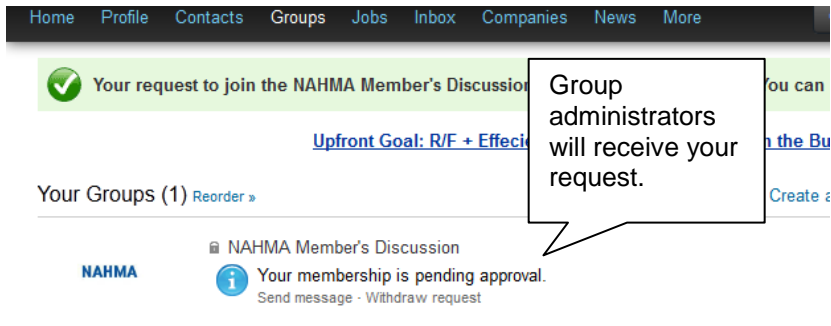 Home Profile Contacts Groups Jobs Inbox Companies News More
Your request to join the NAHMA Member's Discussion
You can
Group
administrators
will receive your
request.
Upfront Goal: R/F + Effecie
the Bu
Your Groups (1) Reorder »
Create a
NAHMA Member's Discussion
NAHMA
Your membership is pending approval.
Send message · Withdraw request